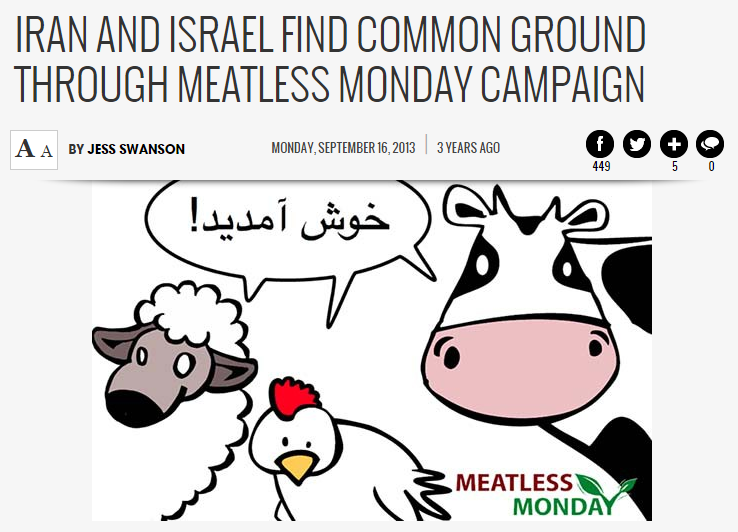 IRAN AND ISRAEL FIND COMMON GROUND
THROUGH MEATLESS MONDAY CAMPAIGN
A A BY JESS SWANSON MONDAY, SEPTEMBER 16, 2013 3 YEARS AGO
449 5 0
خوش آمدید!
MEATLESS
MONDAY